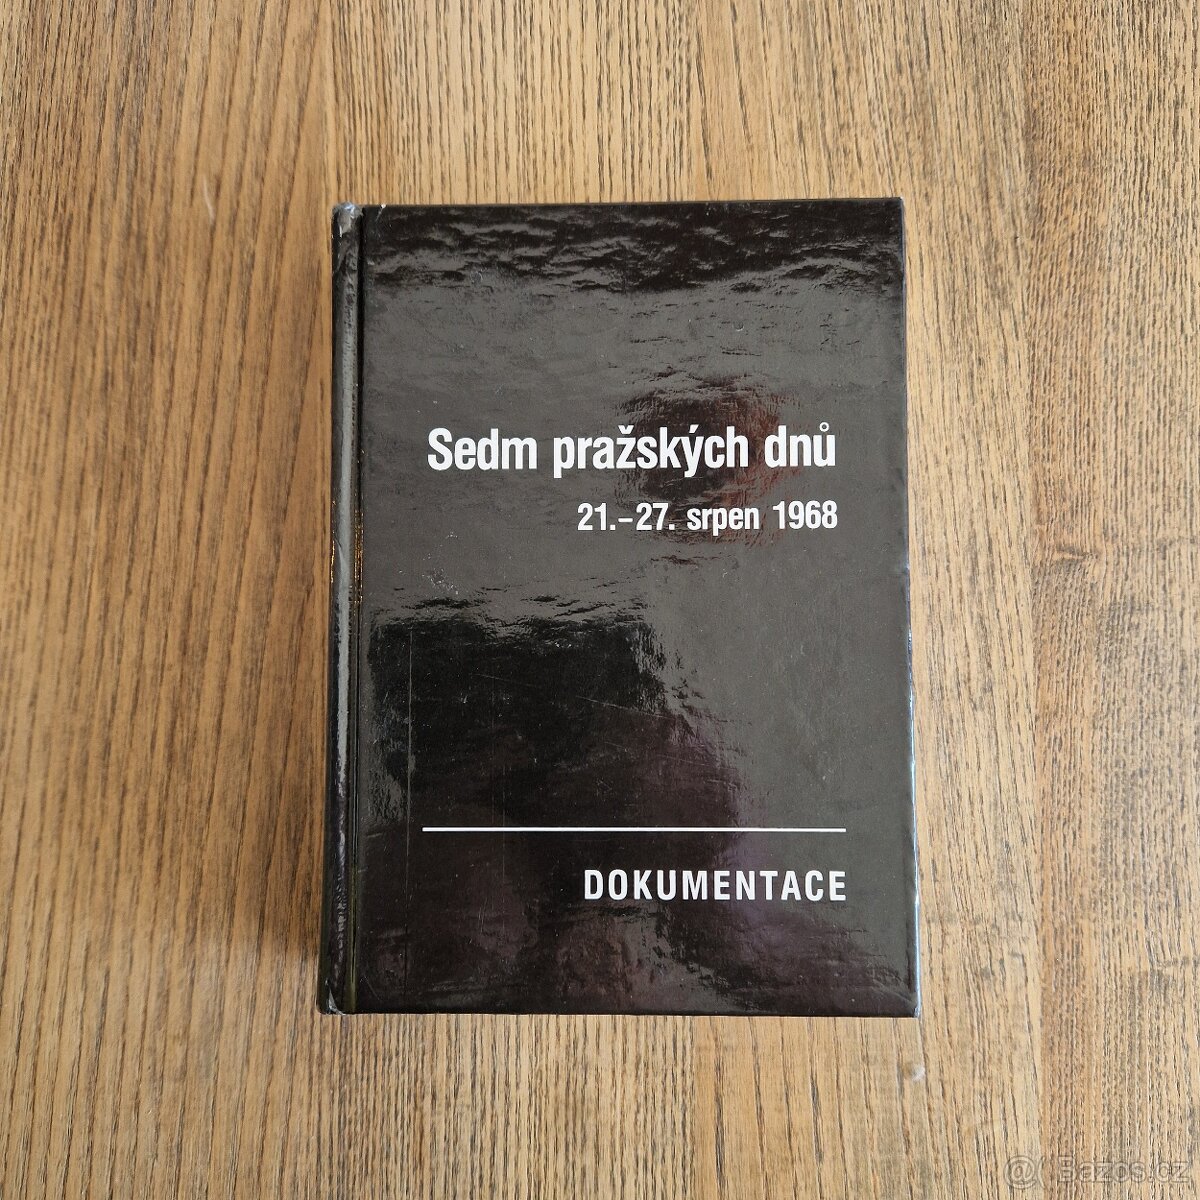 Sedm pražských dnů
21.–27. srpen 1968
DOKUMENTACE
@ Bazos.cz